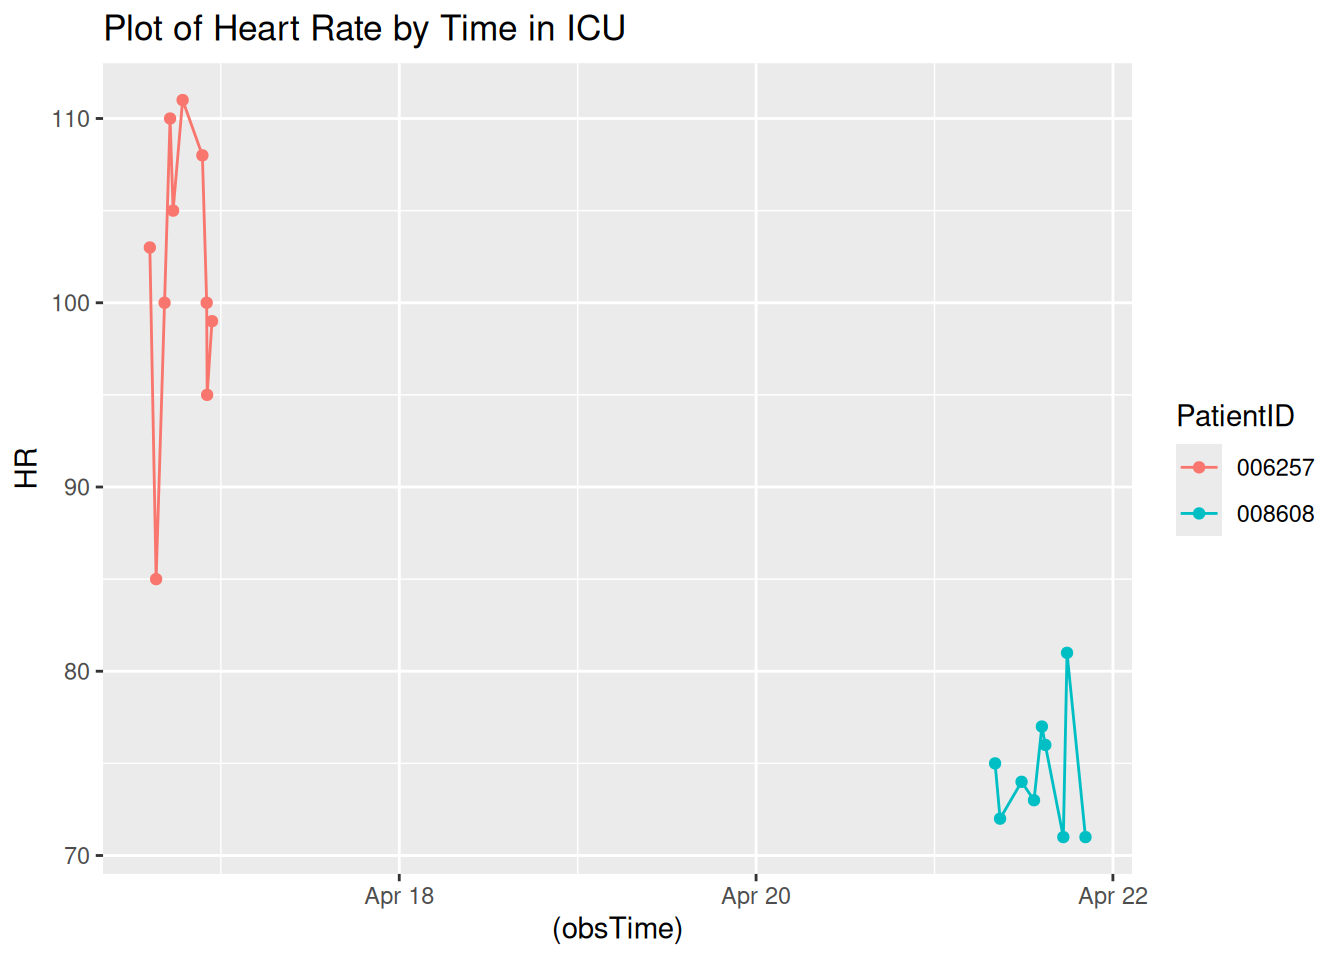 Plot of Heart Rate by Time in ICU
110
100
90
80
70
HR
Apr 18
Apr 20
Apr 22
(obsTime)
PatientID
006257
008608